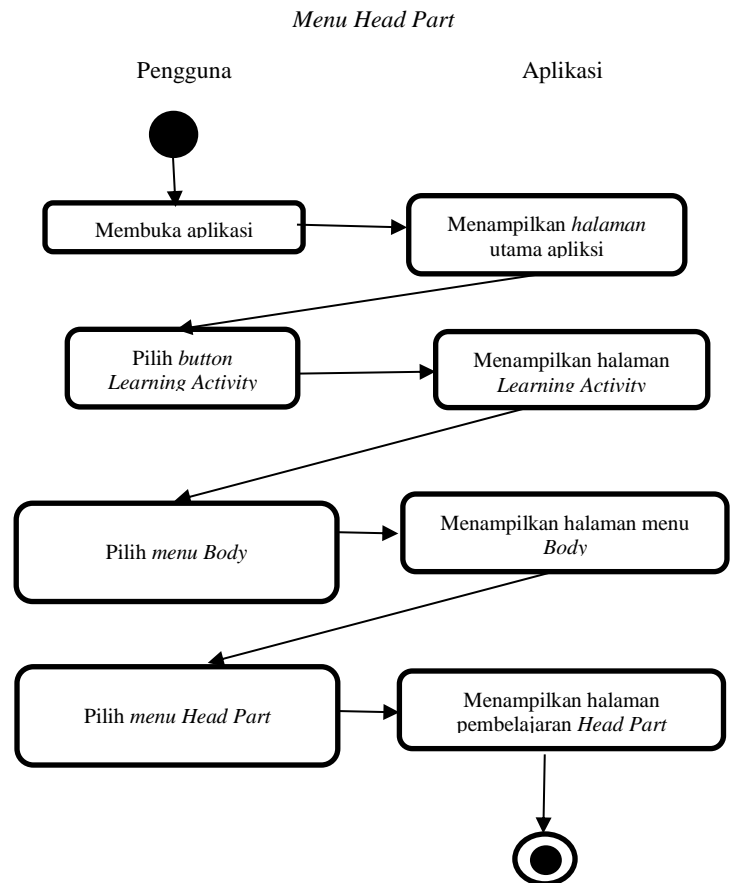 Menu Head Part
Pengguna
Aplikasi
Membuka aplikasi
Menampilkan halaman
utama apliksi
Pilih button
Learning Activity
Menampilkan halaman
Learning Activity
Pilih menu Body
Menampilkan halaman menu
Body
Pilih menu Head Part
Menampilkan halaman
pembelajaran Head Part